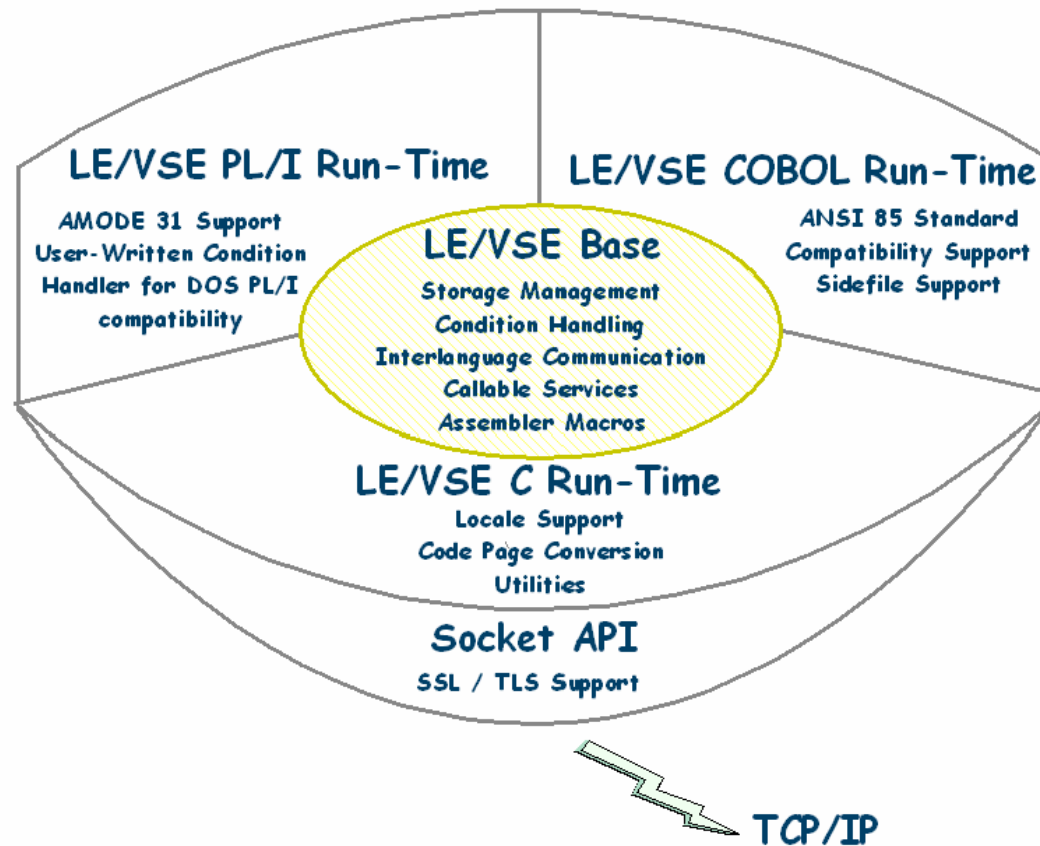 LE/VSE PL/I Run-Time
AMODE 31 Support
User-Written Condition
Handler for DOS PL/I
compatibility
LE/VSE COBOL Run-Time
ANSI 85 Standard
Compatibility Support
Sidefile Support
LE/VSE Base
Storage Management
Condition Handling
Interlanguage Communication
Callable Services
Assembler Macros
LE/VSE C Run-Time
Locale Support
Code Page Conversion
Utilities
Socket API
SSL / TLS Support
TCP/IP